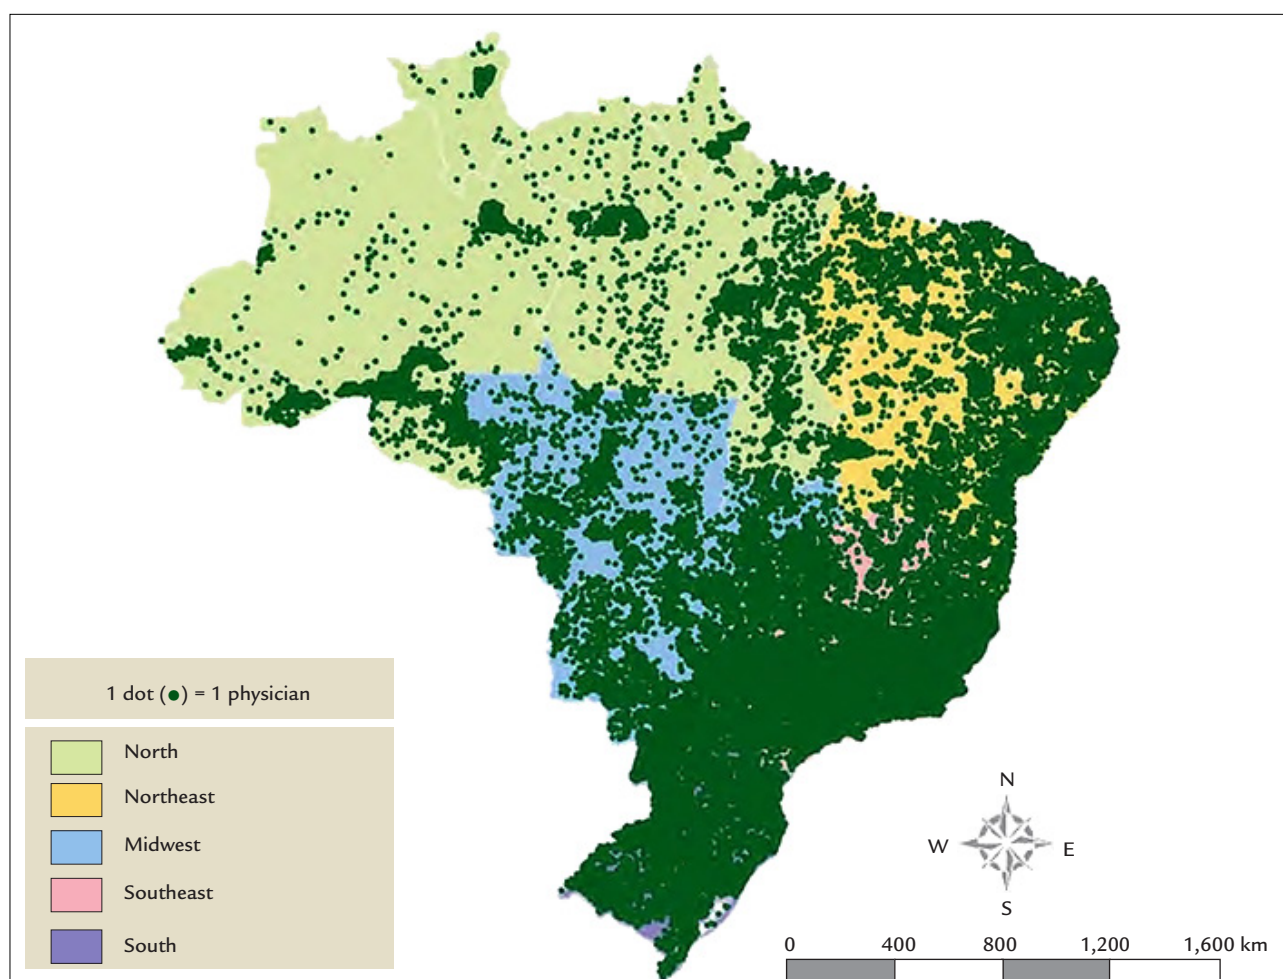 1 dot (●) = 1 physician
North
Northeast
Midwest
Southeast
South
N
W E
S
0 400 800 1,200 1,600 km